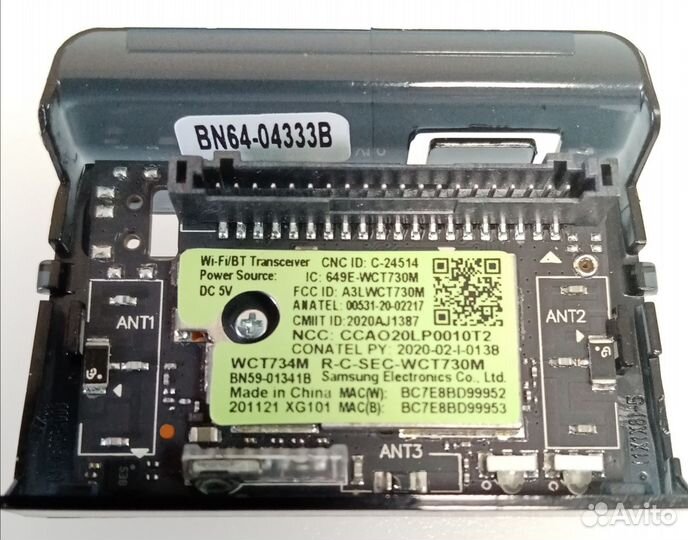 BN64-04333B
Wi-Fi/BT Transceiver CNC ID: C-24514
Power Source: IC: 649E-WCT730M
DC 5V FCC ID: A3LWCT730M
ANATEL: 00531-20-02217
CMIIT ID:2020AJ1387
NCC: CCAO20LP0010T2
CONATEL PY: 2020-02-I-0138
WCT734M R-C-SEC-WCT730M
BN59-01341B Samsung Electronics Co., Ltd.
Made in China MAC(W): BC7E8BD99952
201121 XG101 MAC(B): BC7E8BD99953
ANT1
ANT2
ANT3
Avito